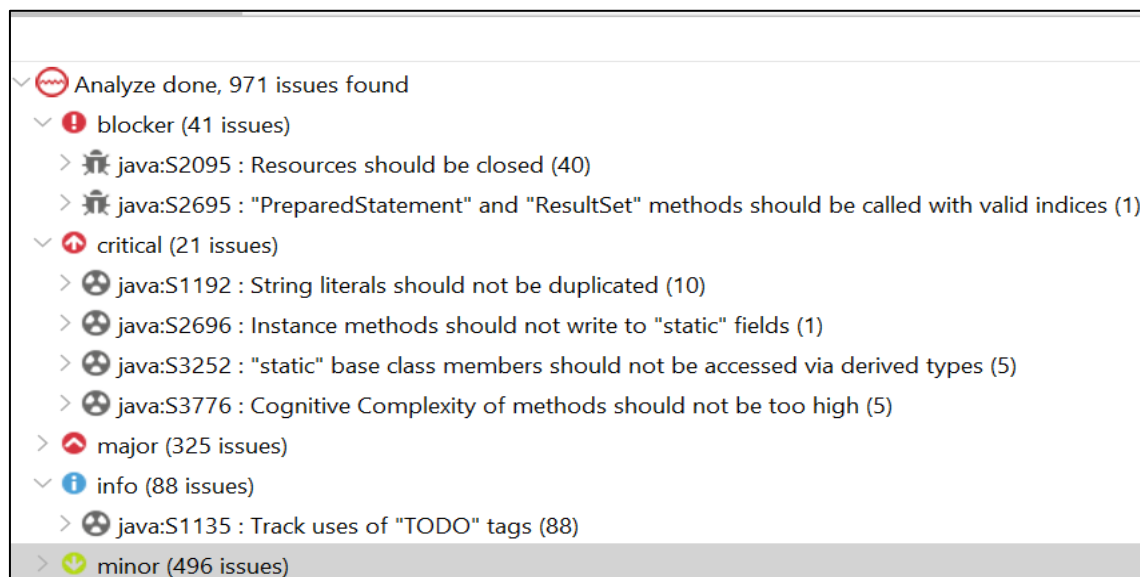 Analyze done, 971 issues found
blocker (41 issues)
java:S2095 : Resources should be closed (40)
java:S2695 : "PreparedStatement" and "ResultSet" methods should be called with valid indices (1)
critical (21 issues)
java:S1192 : String literals should not be duplicated (10)
java:S2696 : Instance methods should not write to "static" fields (1)
java:S3252 : "static" base class members should not be accessed via derived types (5)
java:S3776 : Cognitive Complexity of methods should not be too high (5)
major (325 issues)
info (88 issues)
java:S1135 : Track uses of "TODO" tags (88)
minor (496 issues)